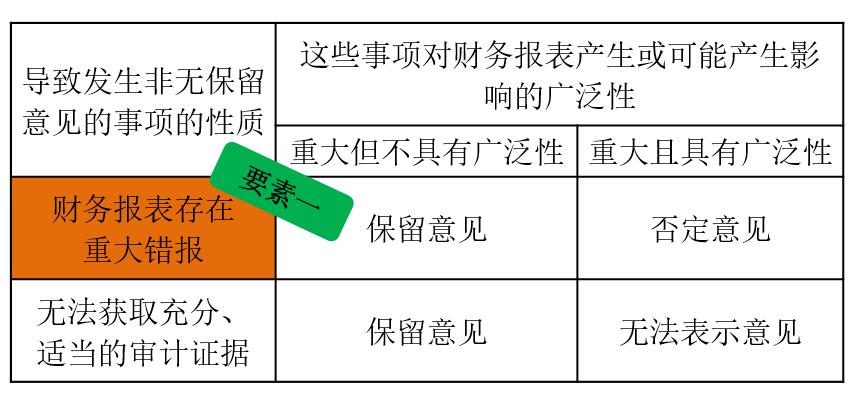 导致发生非无保留
意见的事项的性质
这些事项对财务报表产生或可能产生影
响的广泛性
重大但不具有广泛性
重大且具有广泛性
要素一
财务报表存在
重大错报
保留意见
否定意见
无法获取充分、
适当的审计证据
保留意见
无法表示意见